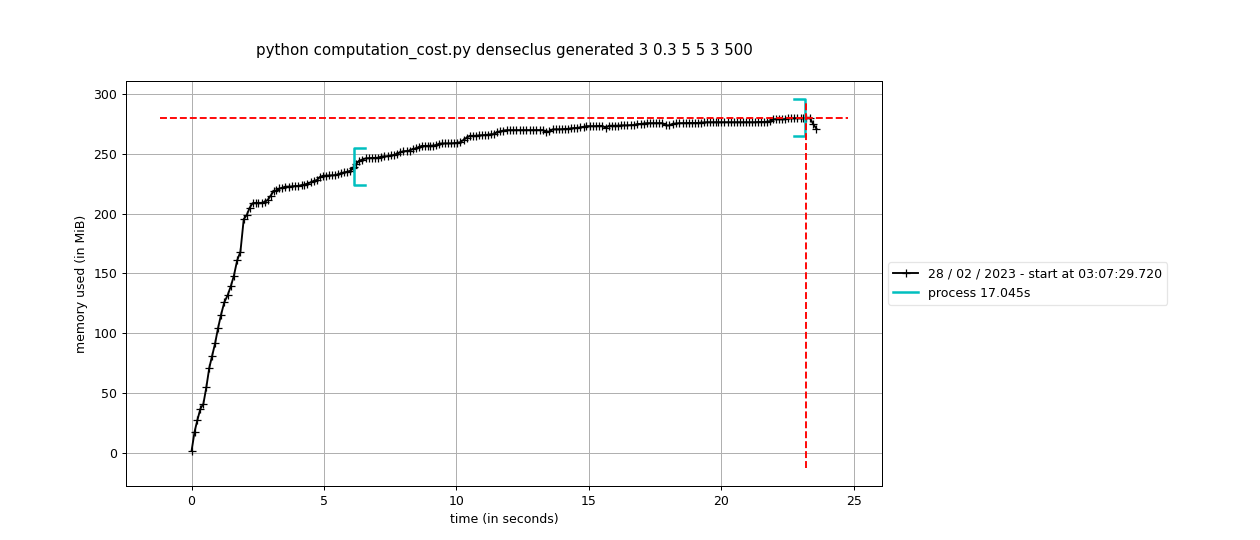 python computation_cost.py denseclus generated 3 0.3 5 5 3 500
300
250
200
150
100
50
0
memory used (in MiB)
0 5 10 15 20 25
time (in seconds)
28 / 02 / 2023 - start at 03:07:29.720
process 17.045s